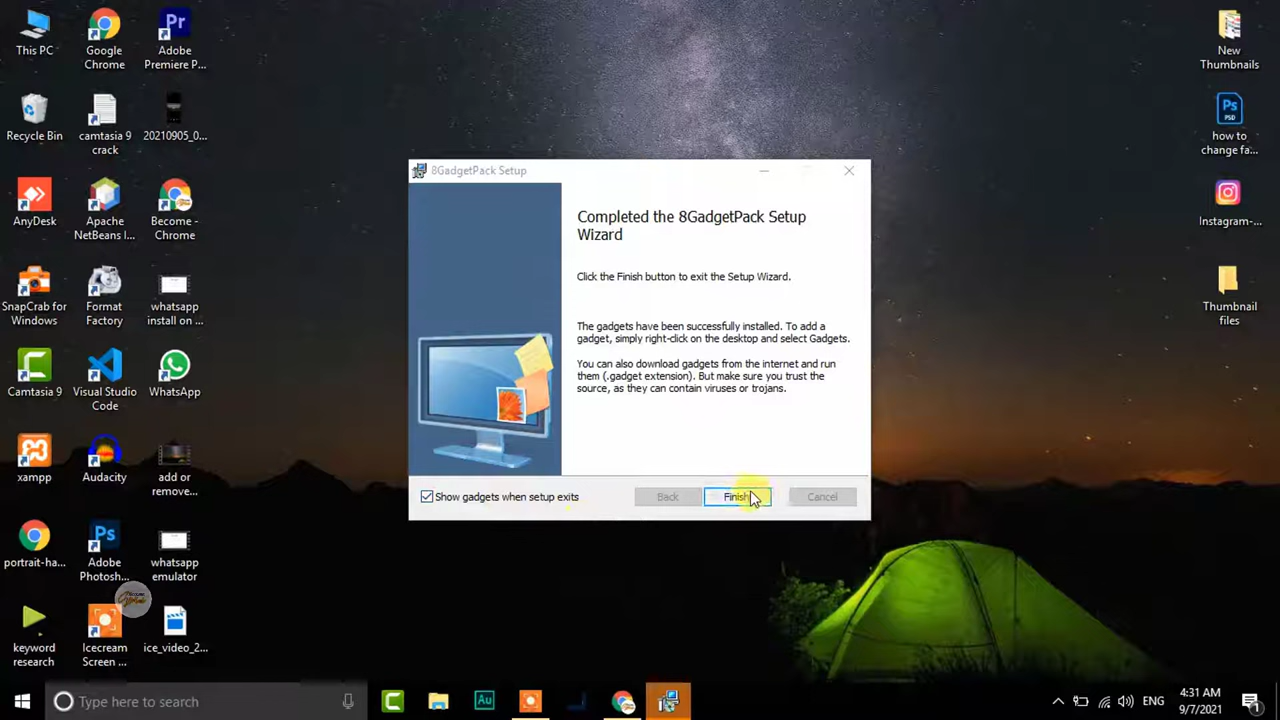 This PC
Google
Chrome
Adobe
Premiere P...
New
Thumbnails
Recycle Bin
camtasia 9
crack
20210905_0...
how to
change fa...
AnyDesk
Apache
NetBeans I...
Become -
Chrome
Instagram-...
SnapCrab for
Windows
Format
Factory
whatsapp
install on ...
Thumbnail
files
Camtasia 9
Visual Studio
Code
WhatsApp
xampp
Audacity
add or
remove...
portrait-ha...
Adobe
Photosh...
whatsapp
emulator
keyword
research
Icecream
Screen ...
ice_video_2...
8GadgetPack Setup
Completed the 8GadgetPack Setup
Wizard
Click the Finish button to exit the Setup Wizard.
The gadgets have been successfully installed. To add a
gadget, simply right-click on the desktop and select Gadgets.
You can also download gadgets from the internet and run
them (.gadget extension). But make sure you trust the
source, as they can contain viruses or trojans.
Show gadgets when setup exits
Back
Finish
Cancel
Type here to search
ENG
4:31 AM
9/7/2021